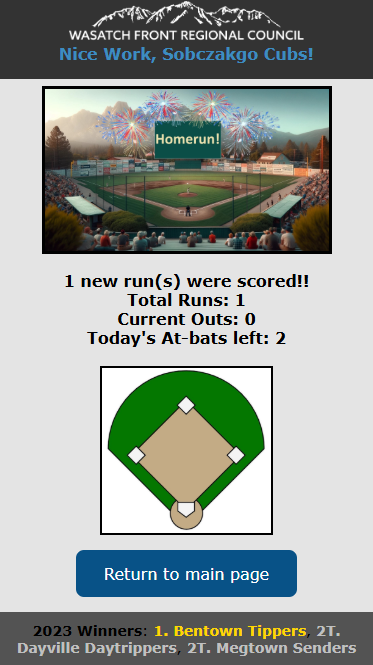 WASATCH FRONT REGIONAL COUNCIL
Nice Work, Sobczakgo Cubs!
Homerun!
1 new run(s) were scored!!
Total Runs: 1
Current Outs: 0
Today's At-bats left: 2
Return to main page
2023 Winners: 1. Bentown Tippers, 2T.
Dayville Daytrippers, 2T. Megtown Senders